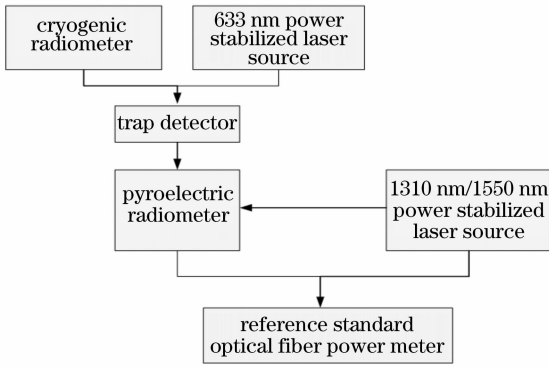 cryogenic
radiometer
633 nm power
stabilized laser
source
trap detector
pyroelectric
radiometer
1310 nm/1550 nm
power stabilized
laser source
reference standard
optical fiber power meter